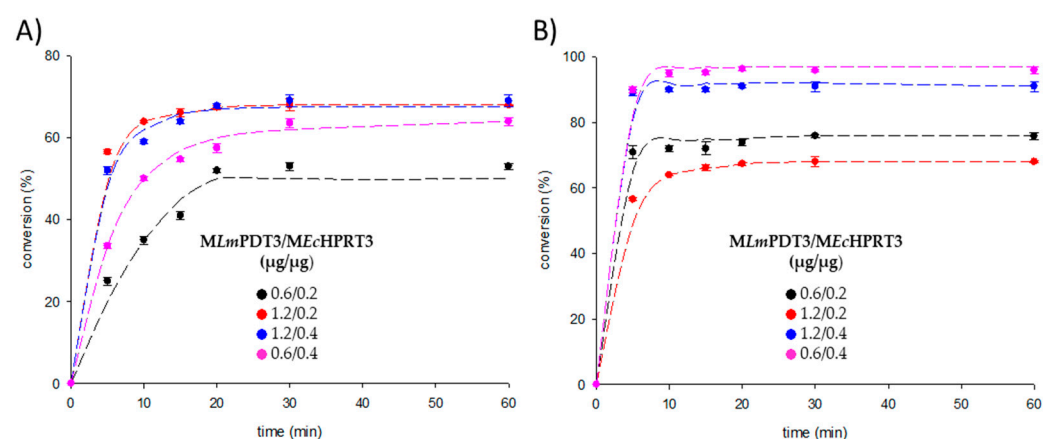 A)
80
60
40
20
0
conversion (%)
MLmPDT3/MEcHPRT3
(µg/µg)
0.6/0.2
1.2/0.2
1.2/0.4
0.6/0.4
0 10 20 30 40 50 60
time (min)
B)
100
80
60
40
20
0
conversion (%)
MLmPDT3/MEcHPRT3
(µg/µg)
0.6/0.2
1.2/0.2
1.2/0.4
0.6/0.4
0 10 20 30 40 50 60
time (min)